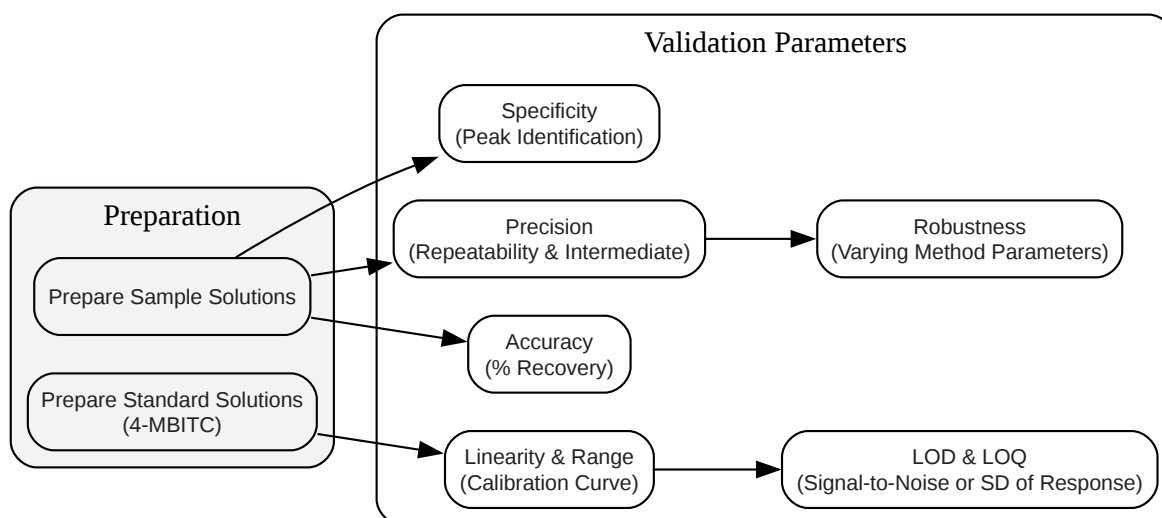 Validation Parameters
Specificity
(Peak Identification)
Preparation
Precision
(Repeatability & Intermediate)
Robustness
(Varying Method Parameters)
Prepare Sample Solutions
Accuracy
(% Recovery)
Prepare Standard Solutions
(4-MBITC)
Linearity & Range
(Calibration Curve)
LOD & LOQ
(Signal-to-Noise or SD of Response)